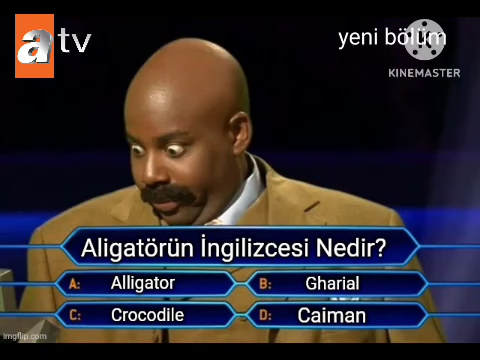 atv
yeni bölüm
KINEMASTER
Aligatörün İngilizcesi Nedir?
A: Alligator
B: Gharial
C: Crocodile
D: Caiman
imgflip.com